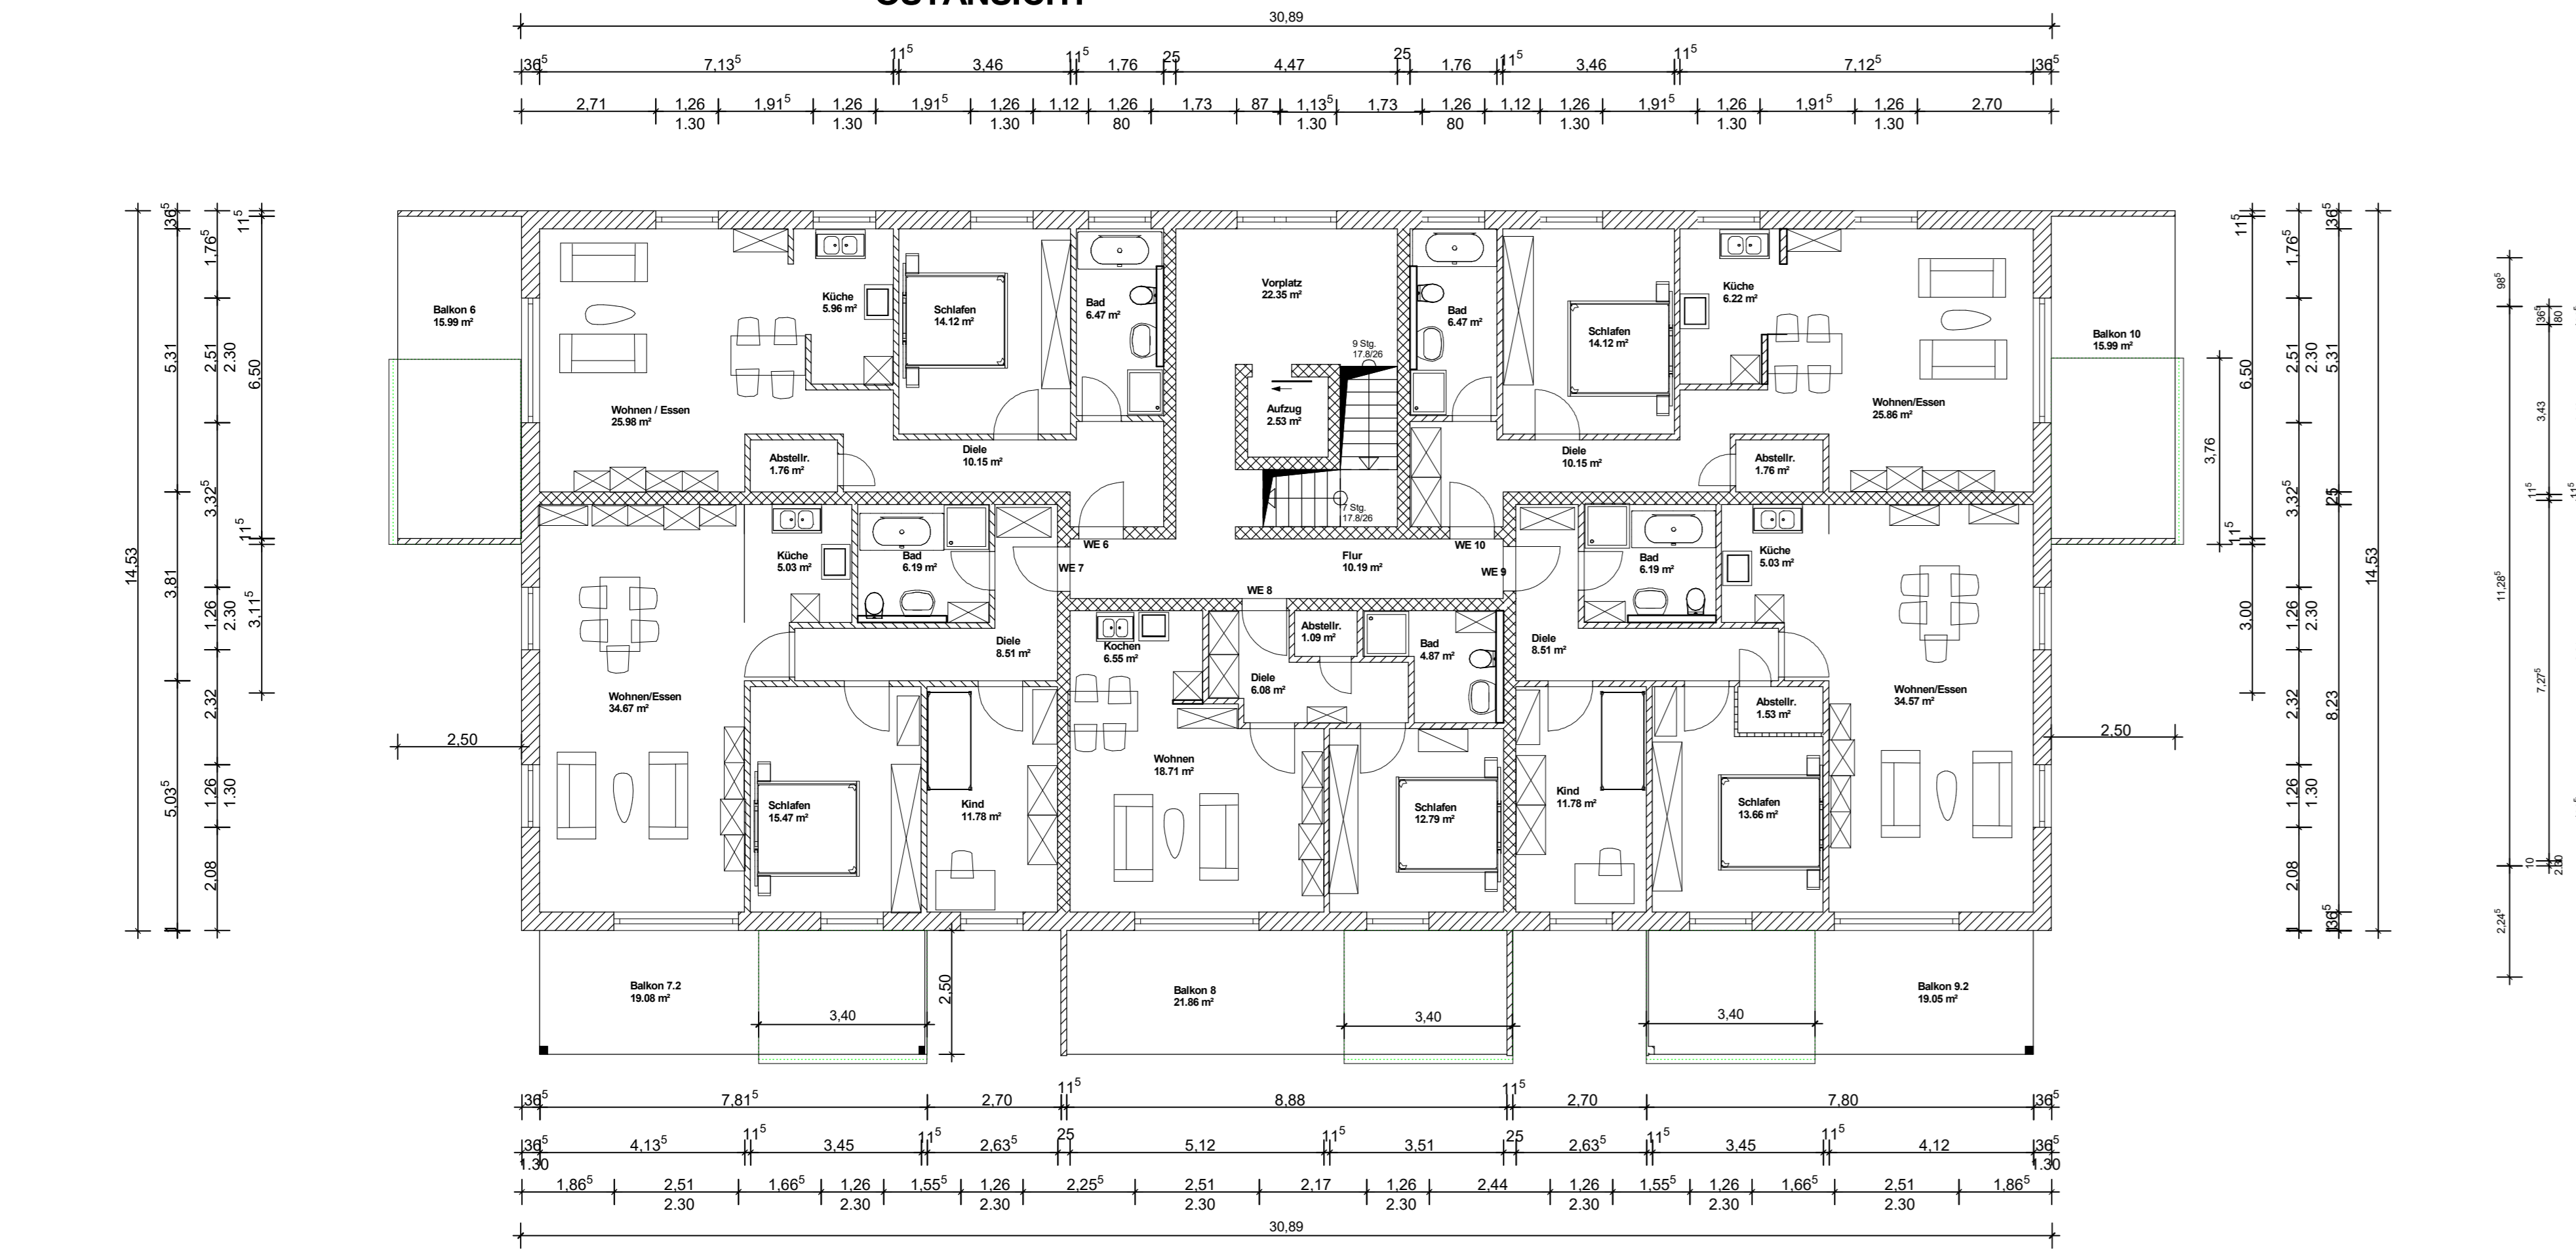 30,89
36⁵ 7,13⁵ 11⁵ 3,46 11⁵ 1,76 25 4,47 25 1,76 11⁵ 3,46 11⁵ 7,12⁵ 36⁵
2,71 1,26 1,91⁵ 1,26 1,91⁵ 1,26 1,12 1,26 1,73 87 1,13⁵ 1,73 1,26 1,12 1,26 1,91⁵ 1,26 1,91⁵ 1,26 2,70
1.30 1.30 1.30 80 1.30 80 1.30 1.30 1.30
14,53
36⁵ 5,31 3,81 5,03⁵
1,76⁵ 2,51 3,32⁵ 1,26 2,32 1,26 2,08
2.30 2.30 1.30
11⁵ 6,50 11⁵ 3,11⁵
2,50
Balkon 6
15.99 m²
Wohnen / Essen
25.98 m²
Küche
5.96 m²
Schlafen
14.12 m²
Bad
6.47 m²
Abstellr.
1.76 m²
Diele
10.15 m²
Vorplatz
22.35 m²
Aufzug
2.53 m²
9 Stg.
17.8/26
7 Stg.
17.8/26
Bad
6.47 m²
Schlafen
14.12 m²
Küche
6.22 m²
Wohnen/Essen
25.86 m²
Diele
10.15 m²
Abstellr.
1.76 m²
Balkon 10
15.99 m²
WE 6
WE 7
WE 8
WE 9
WE 10
Flur
10.19 m²
Küche
5.03 m²
Bad
6.19 m²
Diele
8.51 m²
Wohnen/Essen
34.67 m²
Schlafen
15.47 m²
Kind
11.78 m²
Kochen
6.55 m²
Abstellr.
1.09 m²
Bad
4.87 m²
Diele
6.08 m²
Wohnen
18.71 m²
Schlafen
12.79 m²
Diele
8.51 m²
Bad
6.19 m²
Küche
5.03 m²
Kind
11.78 m²
Abstellr.
1.53 m²
Schlafen
13.66 m²
Wohnen/Essen
34.57 m²
Balkon 7.2
19.08 m²
3,40
2,50
Balkon 8
21.86 m²
3,40
Balkon 9.2
19.05 m²
3,40
2,50
3,76
11⁵ 6,50 11⁵ 3,00
1,76⁵ 2,51 3,32⁵ 1,26 2,32 1,26 2,08
2.30 2.30 1.30
36⁵ 5,31 25 8,23 36⁵
14,53
98⁵ 11,28⁵ 2,24⁵
36⁵ 3,43 11⁵ 7,27⁵ 10
80 2.30
36⁵ 7,81⁵ 2,70 11⁵ 8,88 11⁵ 2,70 7,80 36⁵
36⁵ 4,13⁵ 11⁵ 3,45 11⁵ 2,63⁵ 25 5,12 11⁵ 3,51 25 2,63⁵ 11⁵ 3,45 11⁵ 4,12 36⁵
1.30 1.30
1,86⁵ 2,51 1,66⁵ 1,26 1,55⁵ 1,26 2,25⁵ 2,51 2,17 1,26 2,44 1,26 1,55⁵ 1,26 1,66⁵ 2,51 1,86⁵
2.30 2.30 2.30 2.30 2.30 2.30 2.30 2.30
30,89